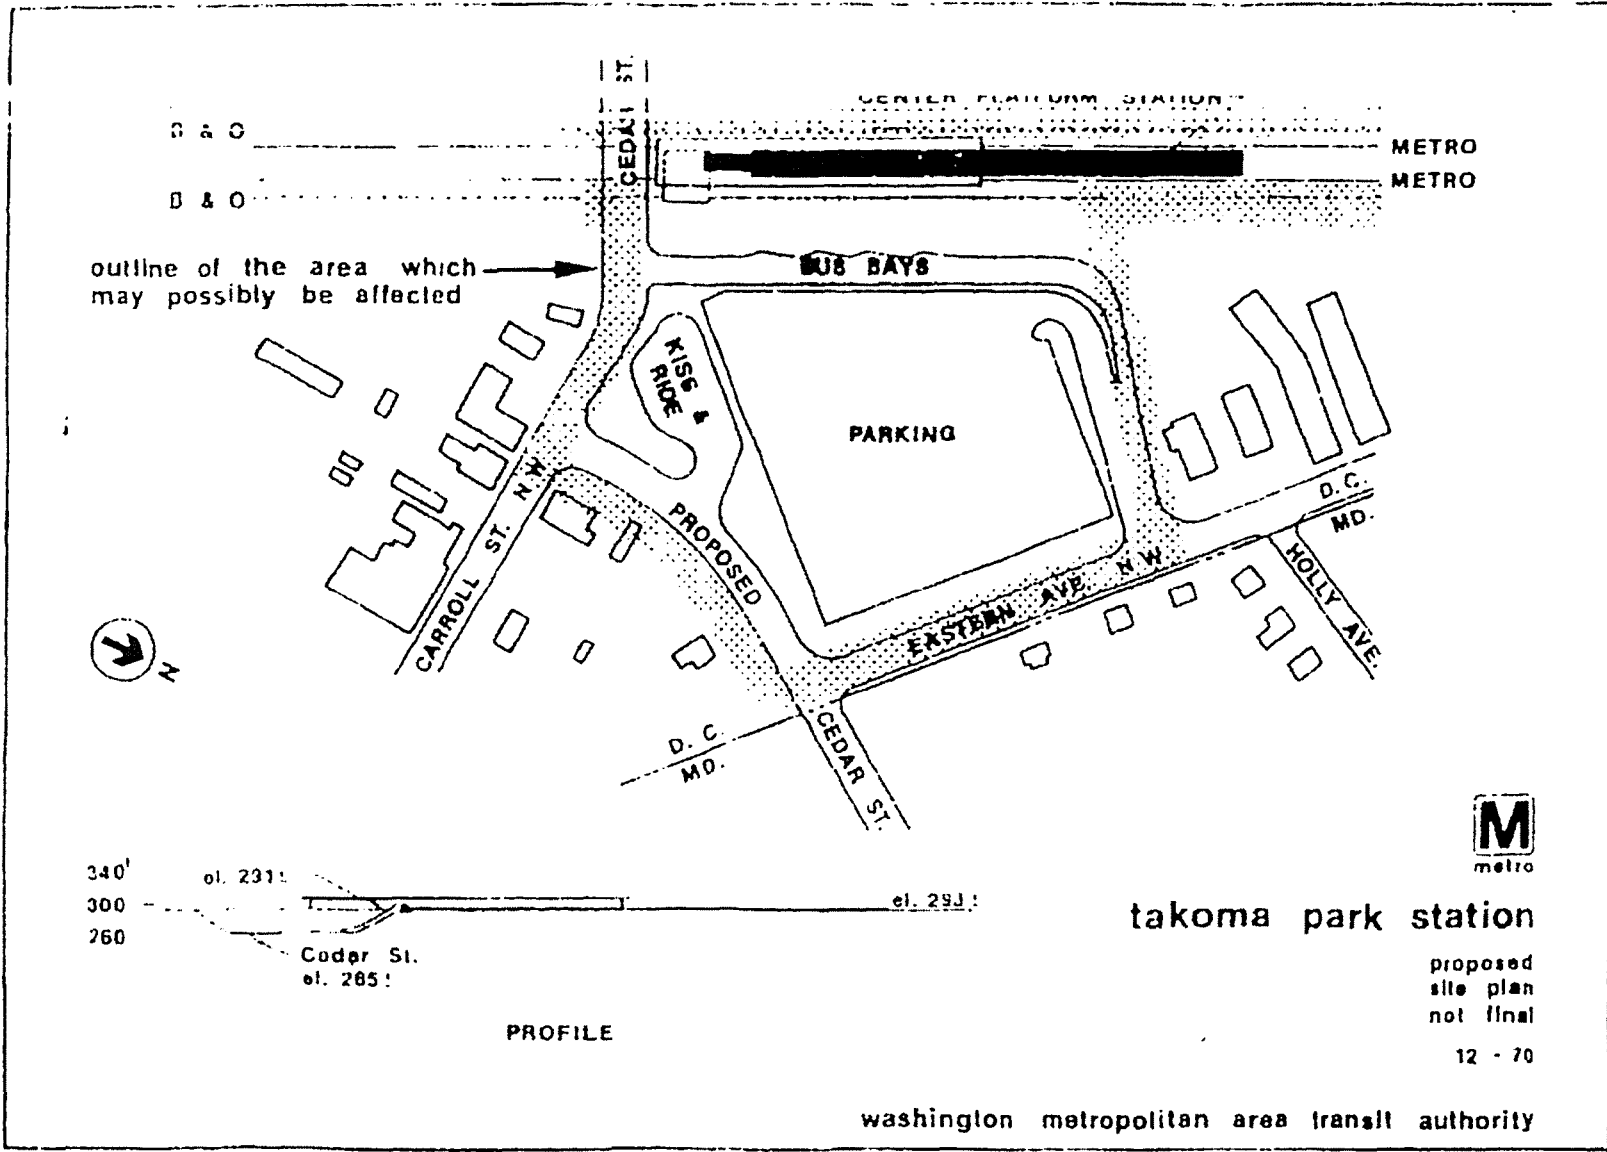 CEDAR ST.
CENTER PLATFORM STATION
B & O
METRO
METRO
B & O
outline of the area which
may possibly be affected
BUS BAYS
KISS &
RIDE
PARKING
CARROLL ST. N W
PROPOSED
EASTERN AVE N W
D. C.
MD.
HOLLY AVE.
N
D. C.
MD.
CEDAR ST.
M
metro
340'
300
260
el. 293±
Cedar St.
el. 285±
PROFILE
takoma park station
proposed
site plan
not final
12 - 70
washington metropolitan area transit authority